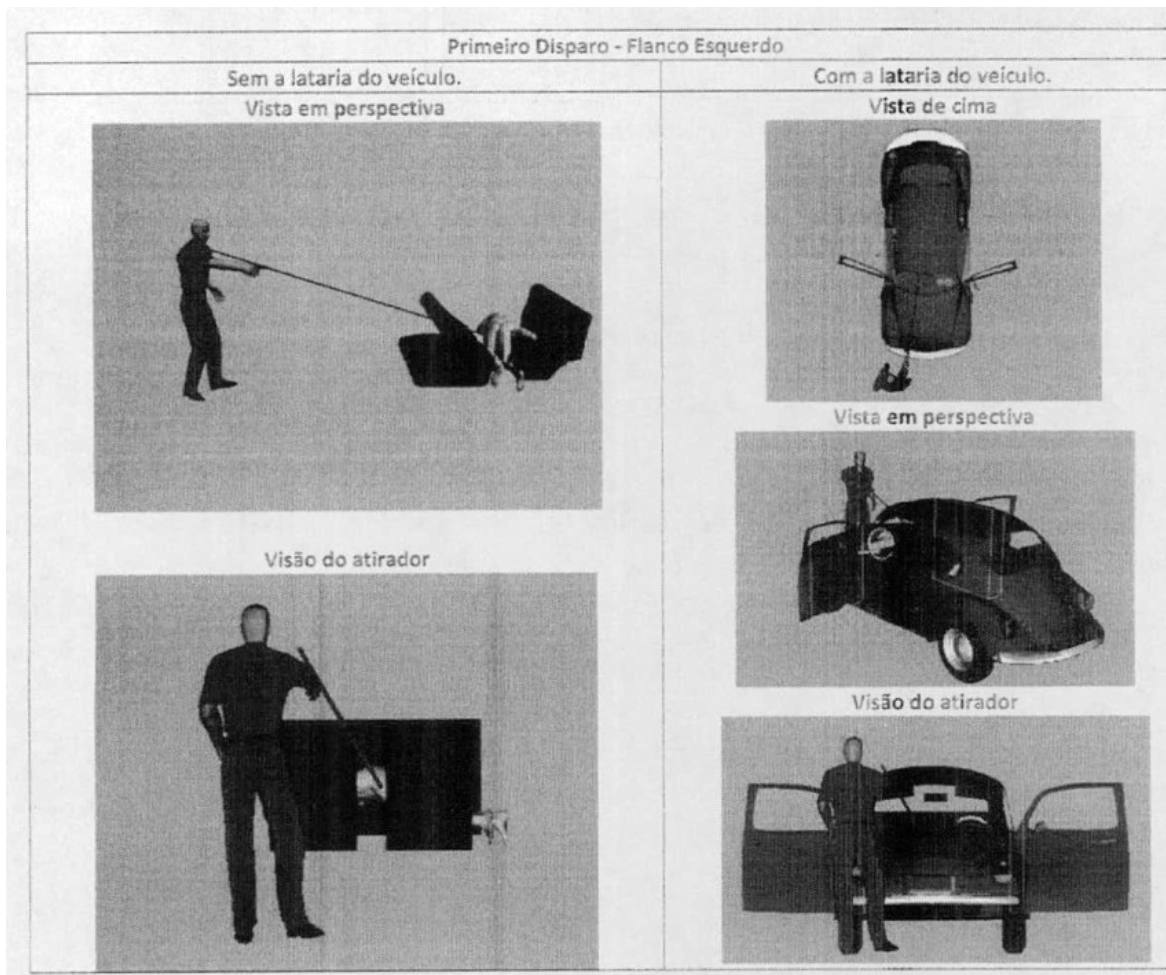 Primeiro Disparo - Flanco Esquerdo
Sem a lataria do veículo.
Com a lataria do veículo.
Vista em perspectiva
Vista de cima
Vista em perspectiva
Visão do atirador
Visão do atirador